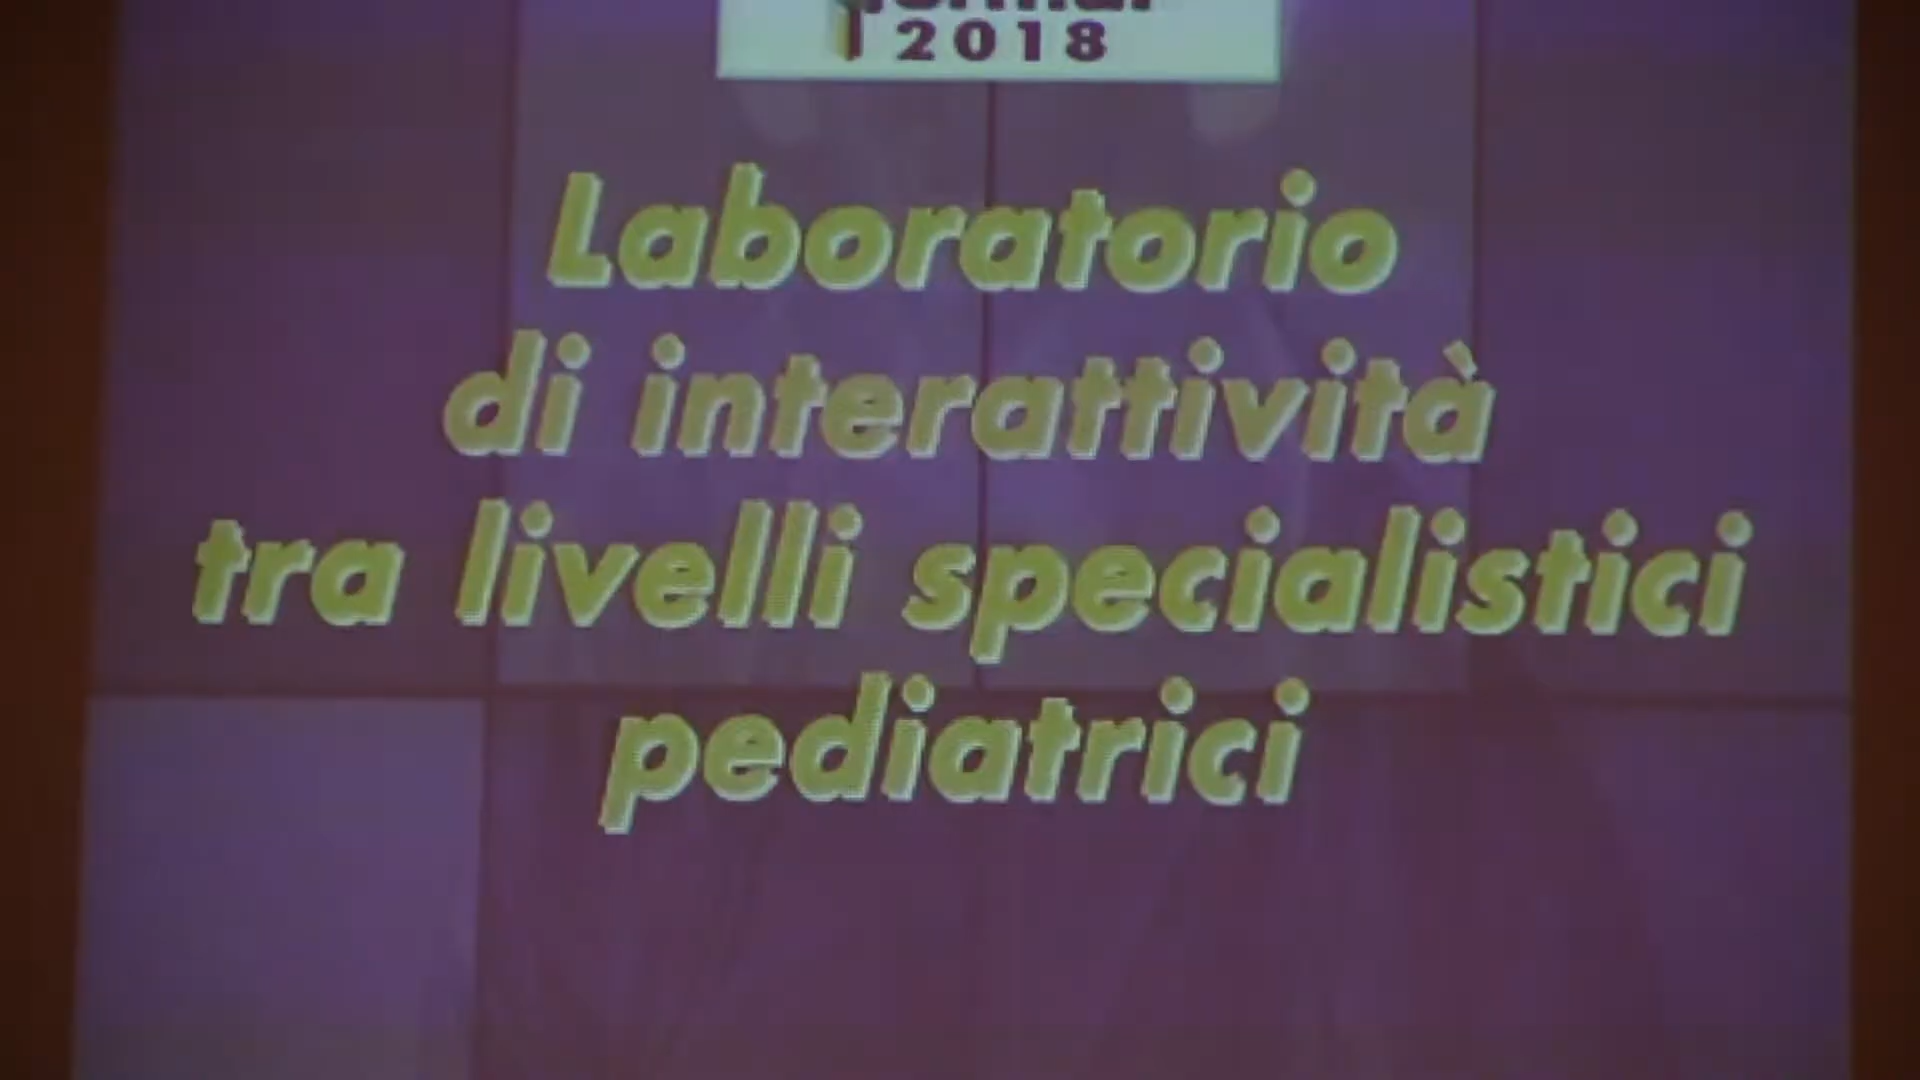 2018
Laboratorio
di interattività
tra livelli specialistici
pediatrici